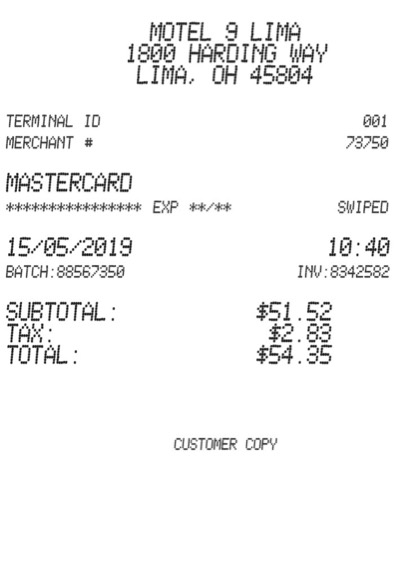 MOTEL 9 LIMA
1800 HARDING WAY
LIMA, OH 45804
TERMINAL ID 001
MERCHANT # 73750
MASTERCARD
**************** EXP **/** SWIPED
15/05/2019 10:40
BATCH:88567350 INV:8342582
SUBTOTAL: $51.52
TAX: $2.83
TOTAL: $54.35
CUSTOMER COPY